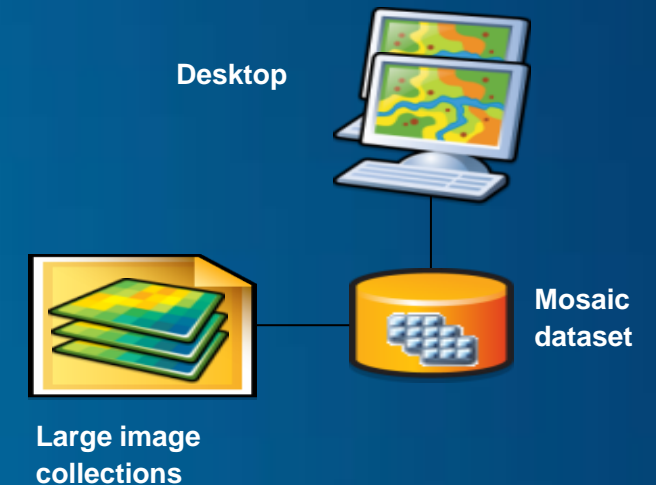 Desktop
Mosaic
dataset
Large image
collections